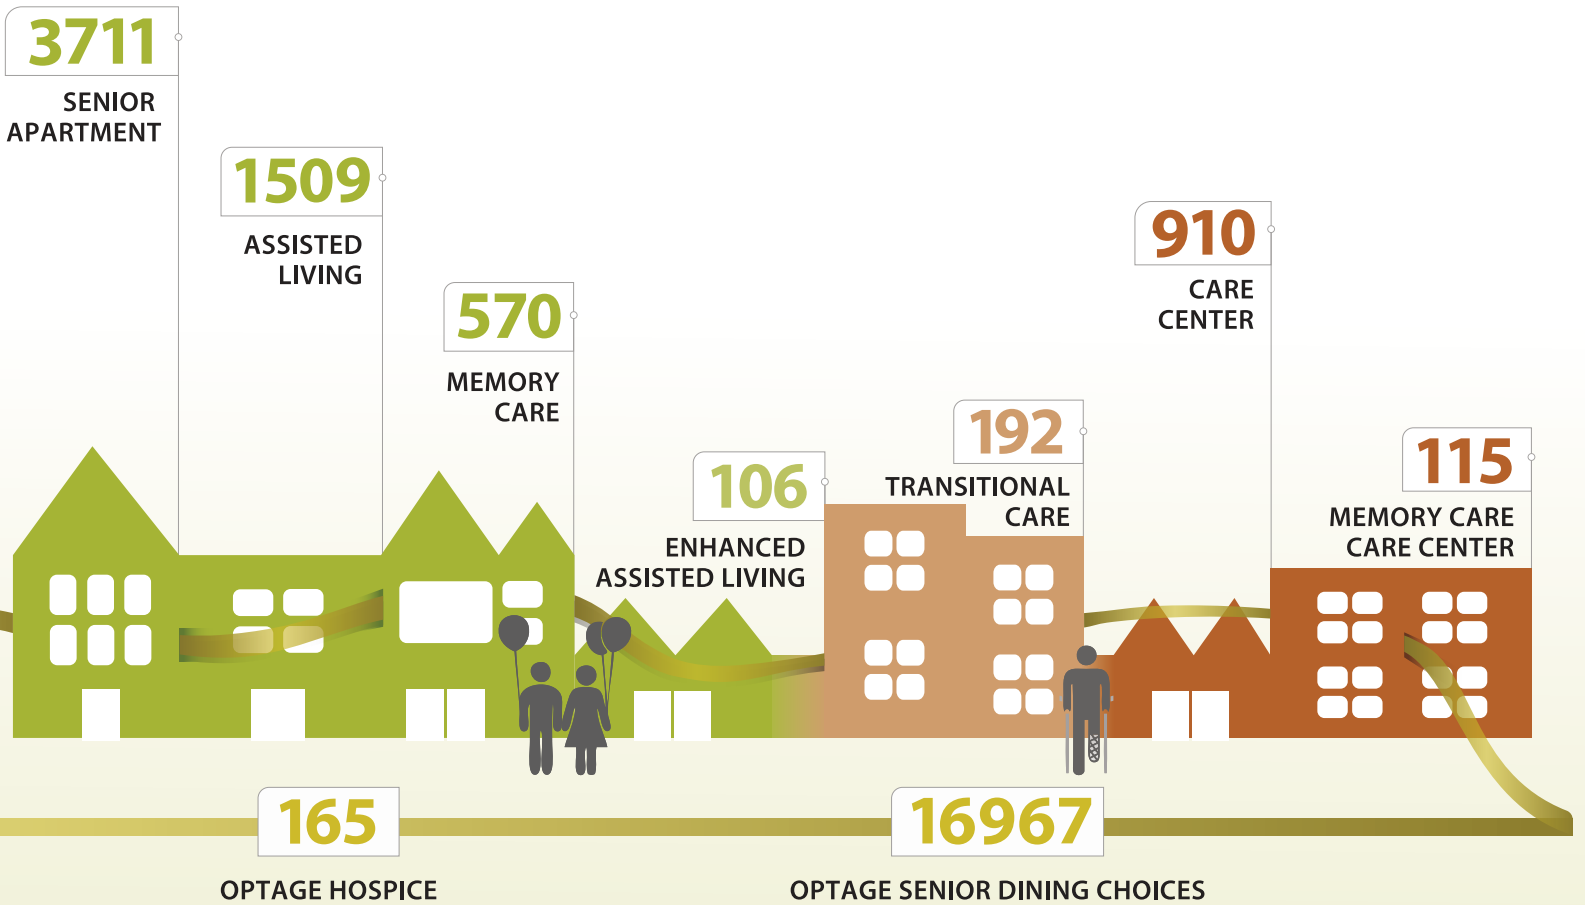 3711
SENIOR
APARTMENT
1509
ASSISTED
LIVING
570
MEMORY
CARE
106
ENHANCED
ASSISTED LIVING
192
TRANSITIONAL
CARE
910
CARE
CENTER
115
MEMORY CARE
CARE CENTER
165
OPTAGE HOSPICE
16967
OPTAGE SENIOR DINING CHOICES